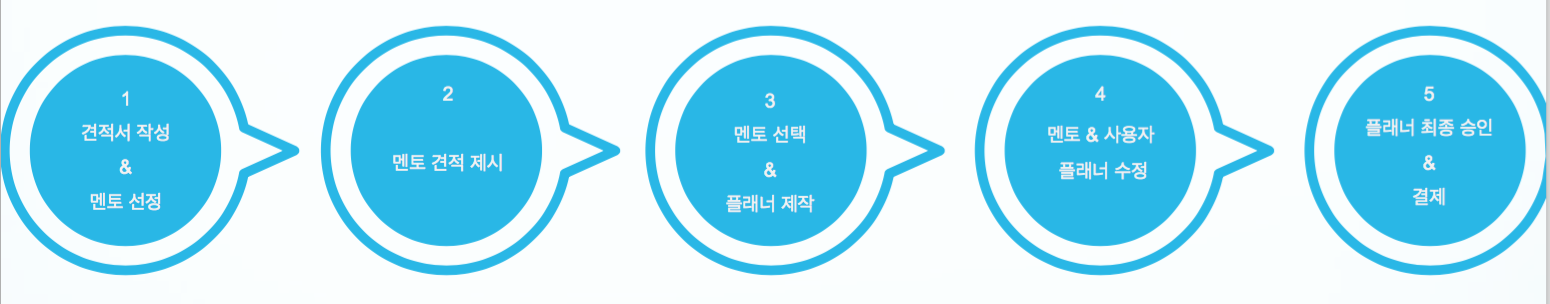 1
견적서 작성
&
멘토 선정
2
멘토 견적 제시
3
멘토 선택
&
플래너 제작
4
멘토 & 사용자
플래너 수정
5
플래너 최종 승인
&
결제